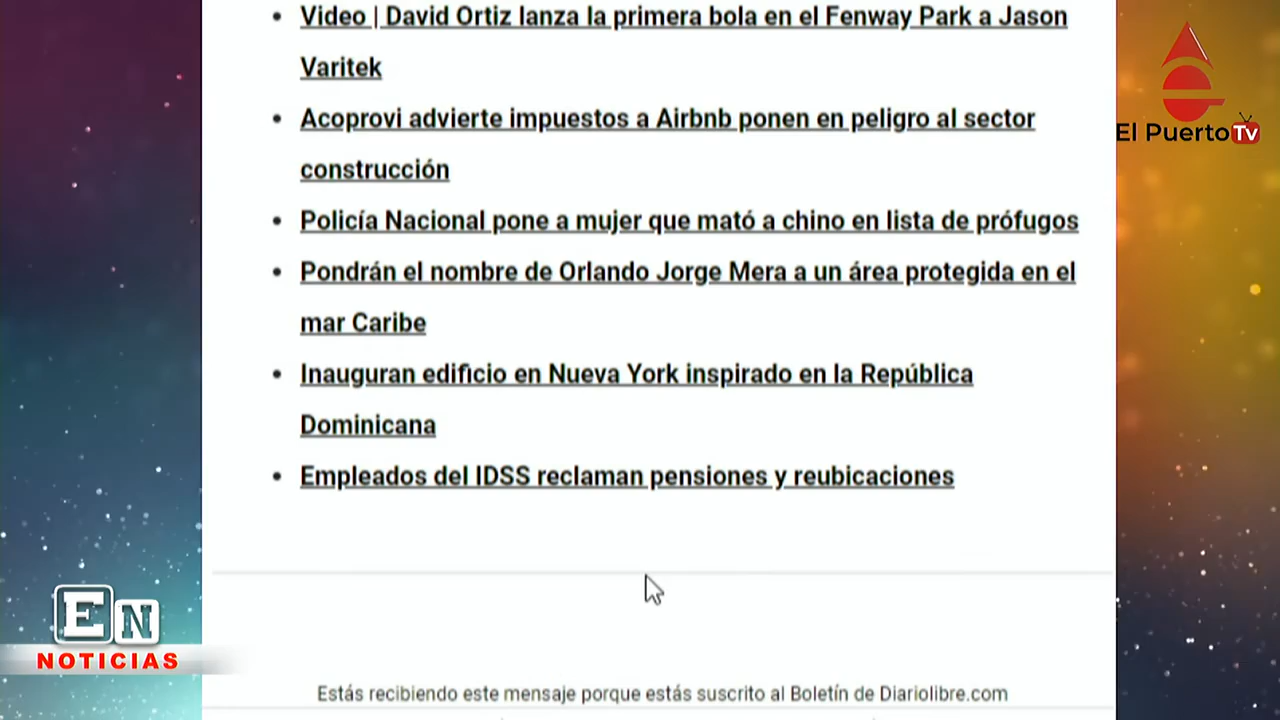 Video | David Ortiz lanza la primera bola en el Fenway Park a Jason
Varitek
Acoprovi advierte impuestos a Airbnb ponen en peligro al sector
construcción
Policía Nacional pone a mujer que mató a chino en lista de prófugos
Pondrán el nombre de Orlando Jorge Mera a un área protegida en el
mar Caribe
Inauguran edificio en Nueva York inspirado en la República
Dominicana
Empleados del IDSS reclaman pensiones y reubicaciones
Estás recibiendo este mensaje porque estás suscrito al Boletín de Diariolibre.com
El Puerto Tv
EN
NOTICIAS